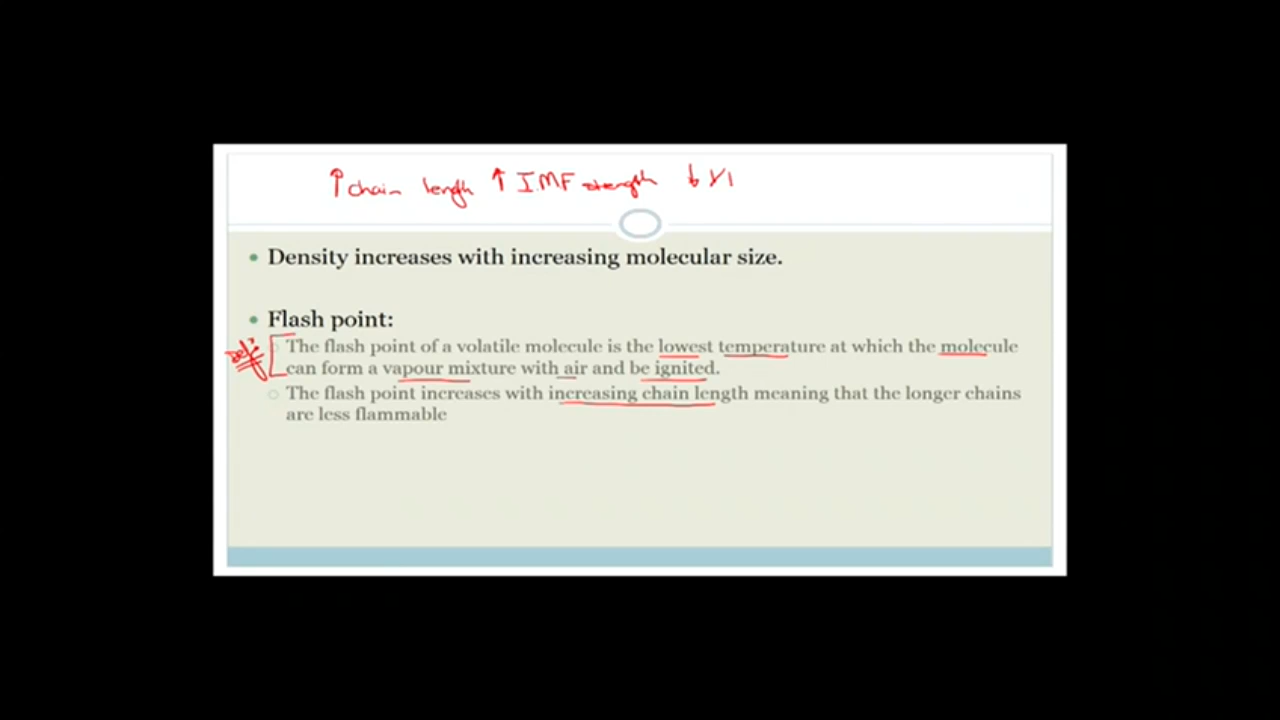 ↑ chain length ↑ I.MF strength ↓
• Density increases with increasing molecular size.
• Flash point:
The flash point of a volatile molecule is the lowest temperature at which the molecule
can form a vapour mixture with air and be ignited.
○ The flash point increases with increasing chain length meaning that the longer chains
are less flammable